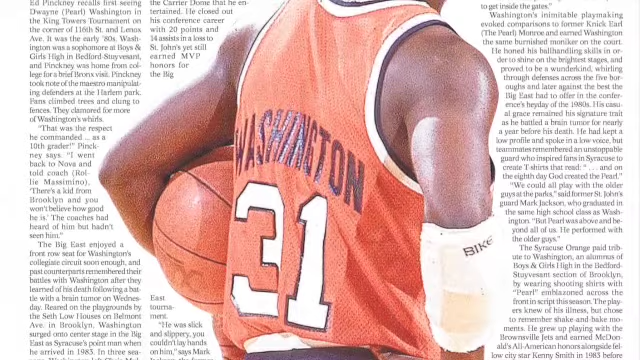 Ed Pinckney recalls first seeing
Dwayne (Pearl) Washington in
the King Towers Tournament on
the corner of 116th St. and Lenox
Ave. It was the early '80s. Wash-
ington was a sophomore at Boys &
Girls High in Bedford-Stuyvesant,
and Pinckney was home from col-
lege for a brief Bronx visit. Pinckney
took note of the maestro manipulat-
ing defenders at the Harlem park.
Fans climbed trees and clung to
fences. They clamored for more
of Washington's whirls.
"That was the respect
he commanded ... as a
10th grader!" Pinck-
ney says. "I went
back to Nova and
told coach (Rol-
lie Massimino),
'There's a kid from
Brooklyn and you
won't believe how good
he is.' The coaches had
heard of him but hadn't
seen him."
The Big East enjoyed a
front row seat for Washington's
collegiate circuit soon enough, and
past counterparts remembered their
battles with Washington after they
learned of his death following a bat-
tle with a brain tumor on Wednes-
day. Reared on the playgrounds by
the Seth Low Houses on Belmont
Ave. in Brooklyn, Washington
surged onto center stage in the Big
East as Syracuse's point man when
he arrived in 1983. In three sea-
the Carrier Dome that he en-
tertained. He closed out
his conference career
with 20 points and
14 assists in a loss to
St. John's yet still
earned MVP
honors for
the Big
East
tourna-
ment.
"He was slick
and slippery, you
couldn't lay hands
on him," says Mark
WASHINGTON
31
BIKE
to get inside the gates."
Washington's inimitable playmaking
evoked comparisons to former Knick Earl
(The Pearl) Monroe and earned Washington
the same burnished moniker on the court.
He honed his ballhandling skills in or-
der to shine on the brightest stages, and
proved to be a wunderkind, whirling
through defenses across the five bor-
oughs and later against the best the
Big East had to offer in the confer-
ence's heyday of the 1980s. His casu-
al grace remained his signature trait
as he battled a brain tumor for nearly
a year before his death. He had kept a
low profile and spoke in a low voice, but
teammates remembered an unstoppable
guard who inspired fans in Syracuse to
create T-shirts that read: "... and on
the eighth day God created the Pearl."
"We could all play with the older
guys at the parks," said former St. John's
guard Mark Jackson, who graduated in
the same high school class as Wash-
ington. "But Pearl was above and be-
yond all of us. He performed with
the older guys."
The Syracuse Orange paid trib-
ute to Washington, an alumnus of
Boys & Girls High in the Bedford-
Stuyvesant section of Brooklyn,
by wearing shooting shirts with
"Pearl" emblazoned across the
front in script this season. The play-
ers knew of his illness, but chose
to remember shake and bake mo-
ments. He grew up playing with the
Brownsville Jets and earned McDon-
ald's All-American honors alongside fel-
low city star Kenny Smith in 1983 before